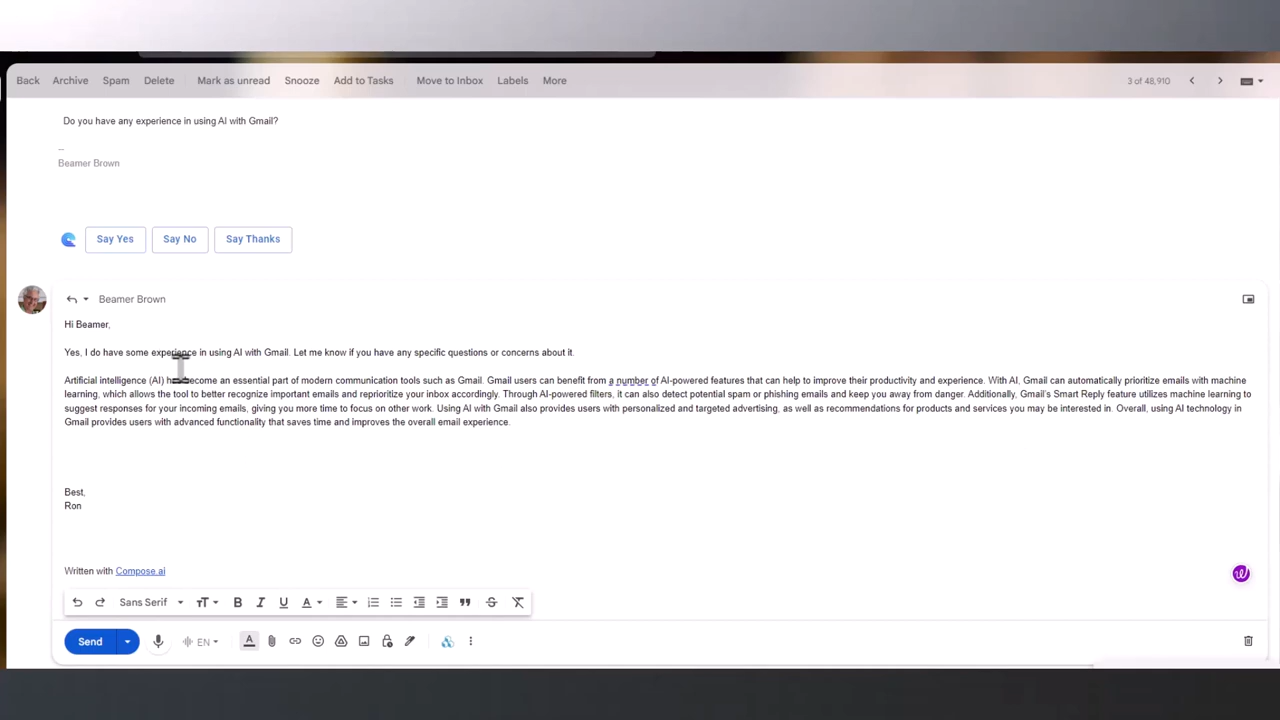 Back Archive Spam Delete Mark as unread Snooze Add to Tasks Move to Inbox Labels More 3 of 48,910
Do you have any experience in using AI with Gmail?
--
Beamer Brown
Say Yes Say No Say Thanks
Beamer Brown
Hi Beamer,
Yes, I do have some experience in using AI with Gmail. Let me know if you have any specific questions or concerns about it.
Artificial intelligence (AI) has become an essential part of modern communication tools such as Gmail. Gmail users can benefit from a number of AI-powered features that can help to improve their productivity and experience. With AI, Gmail can automatically prioritize emails with machine
learning, which allows the tool to better recognize important emails and reprioritize your inbox accordingly. Through AI-powered filters, it can also detect potential spam or phishing emails and keep you away from danger. Additionally, Gmail's Smart Reply feature utilizes machine learning to
suggest responses for your incoming emails, giving you more time to focus on other work. Using AI with Gmail also provides users with personalized and targeted advertising, as well as recommendations for products and services you may be interested in. Overall, using AI technology in
Gmail provides users with advanced functionality that saves time and improves the overall email experience.
Best,
Ron
Written with Compose.ai
Sans Serif
Send EN